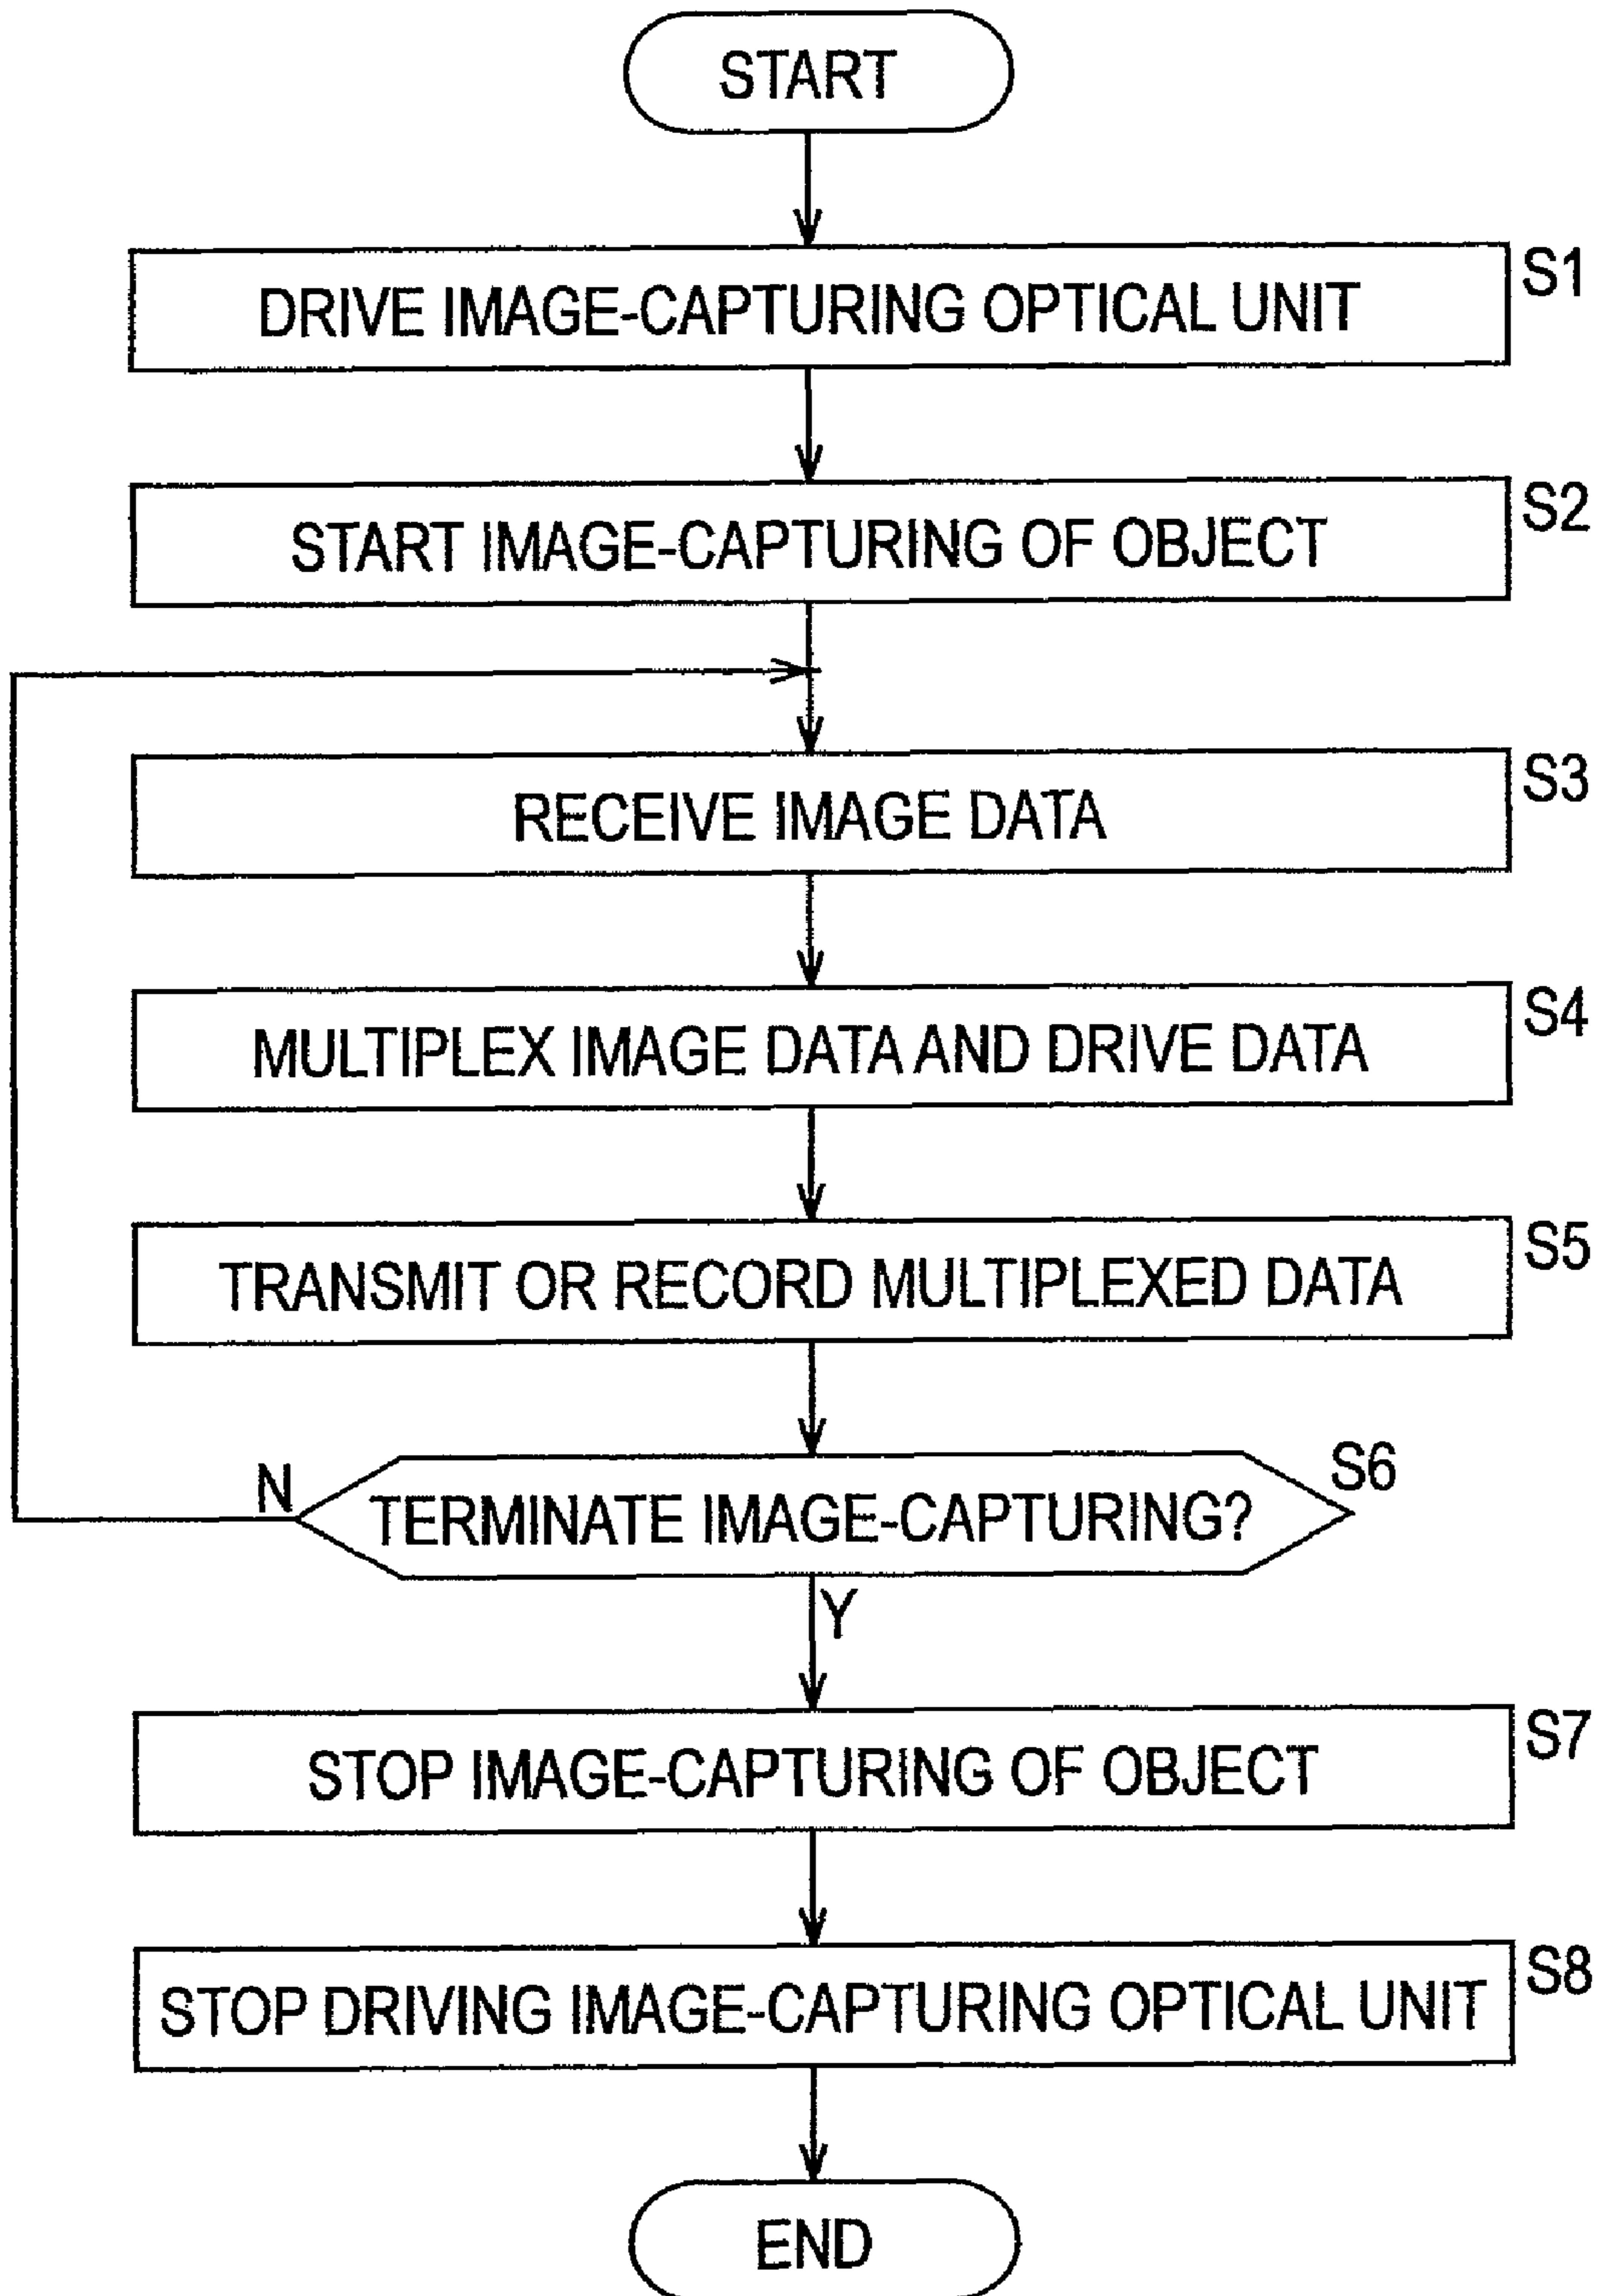 START
DRIVE IMAGE-CAPTURING OPTICAL UNIT
S1
START IMAGE-CAPTURING OF OBJECT
S2
RECEIVE IMAGE DATA
S3
MULTIPLEX IMAGE DATA AND DRIVE DATA
S4
TRANSMIT OR RECORD MULTIPLEXED DATA
S5
N
TERMINATE IMAGE-CAPTURING?
S6
Y
STOP IMAGE-CAPTURING OF OBJECT
S7
STOP DRIVING IMAGE-CAPTURING OPTICAL UNIT
S8
END